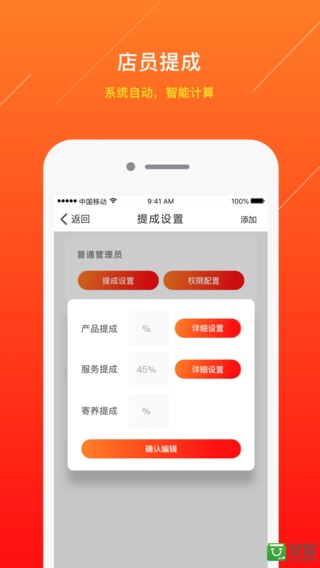 店员提成
系统自动，智能计算
中国移动 9:41 AM 100%
返回 提成设置 添加
普通管理员
提成设置 权限配置
产品提成 % 详细设置
服务提成 45% 详细设置
寄养提成 %
确认编辑